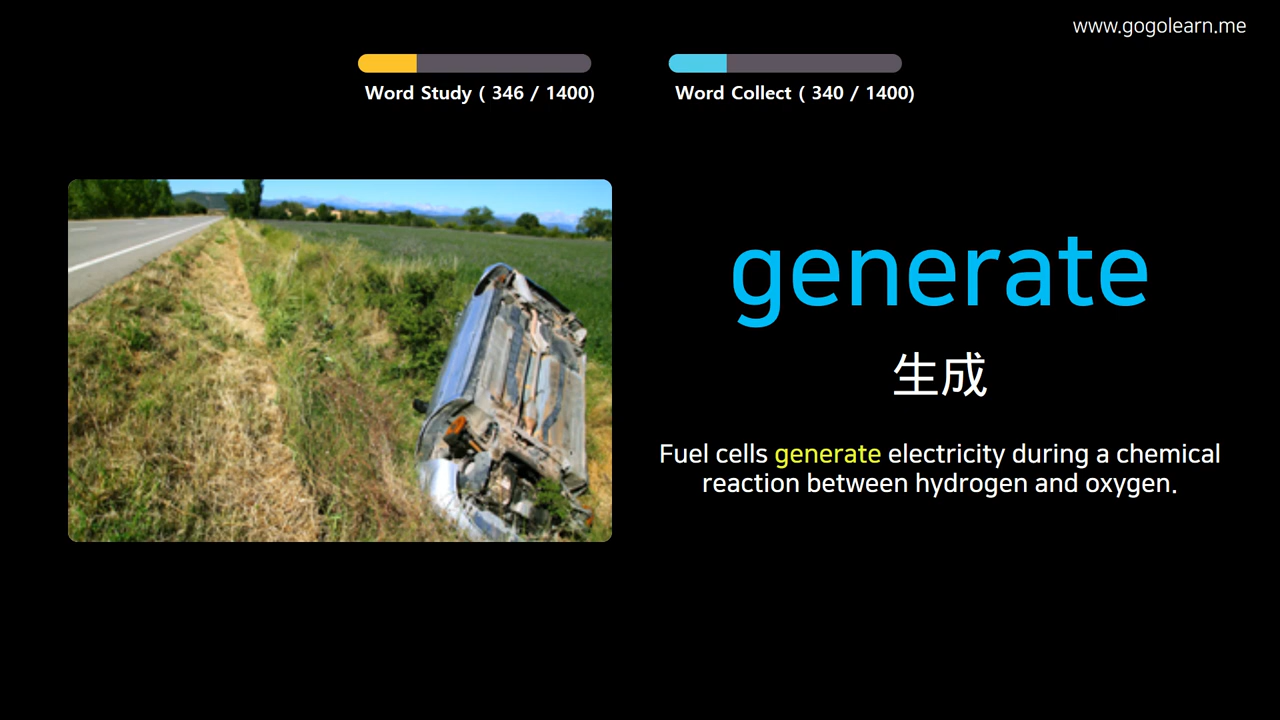 www.gogolearn.me
Word Study ( 346 / 1400)
Word Collect ( 340 / 1400)
generate
生成
Fuel cells generate electricity during a chemical
reaction between hydrogen and oxygen.